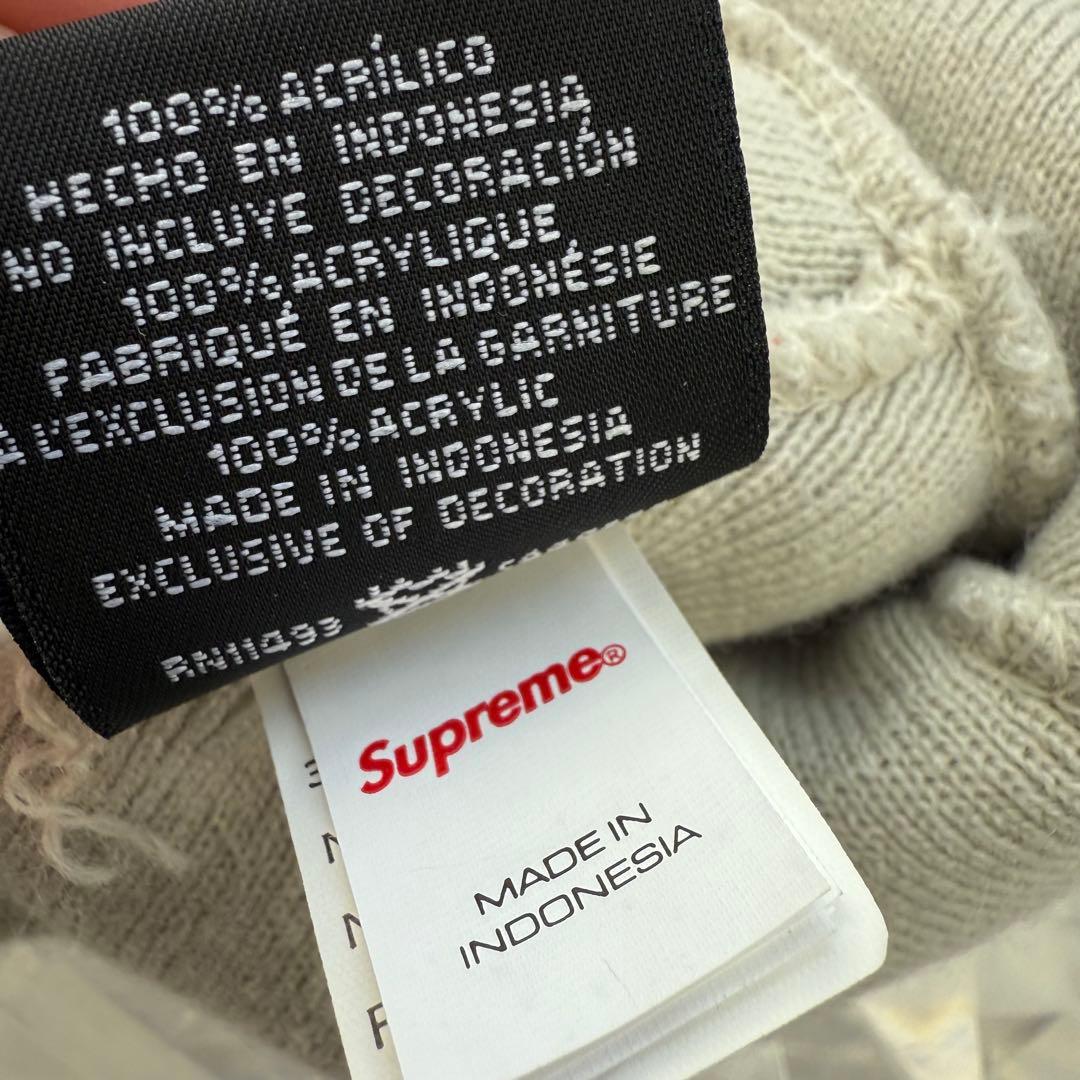 100% ACRÍLICO
HECHO EN INDONESIA
NO INCLUYE DECORACIÓN
100% ACRYLIQUE
FABRIQUÉ EN INDONÉSIE
A L'EXCLUSION DE LA GARNITURE
100% ACRYLIC
MADE IN INDONESIA
EXCLUSIVE OF DECORATION
RN11493
Supreme®
MADE IN
INDONESIA